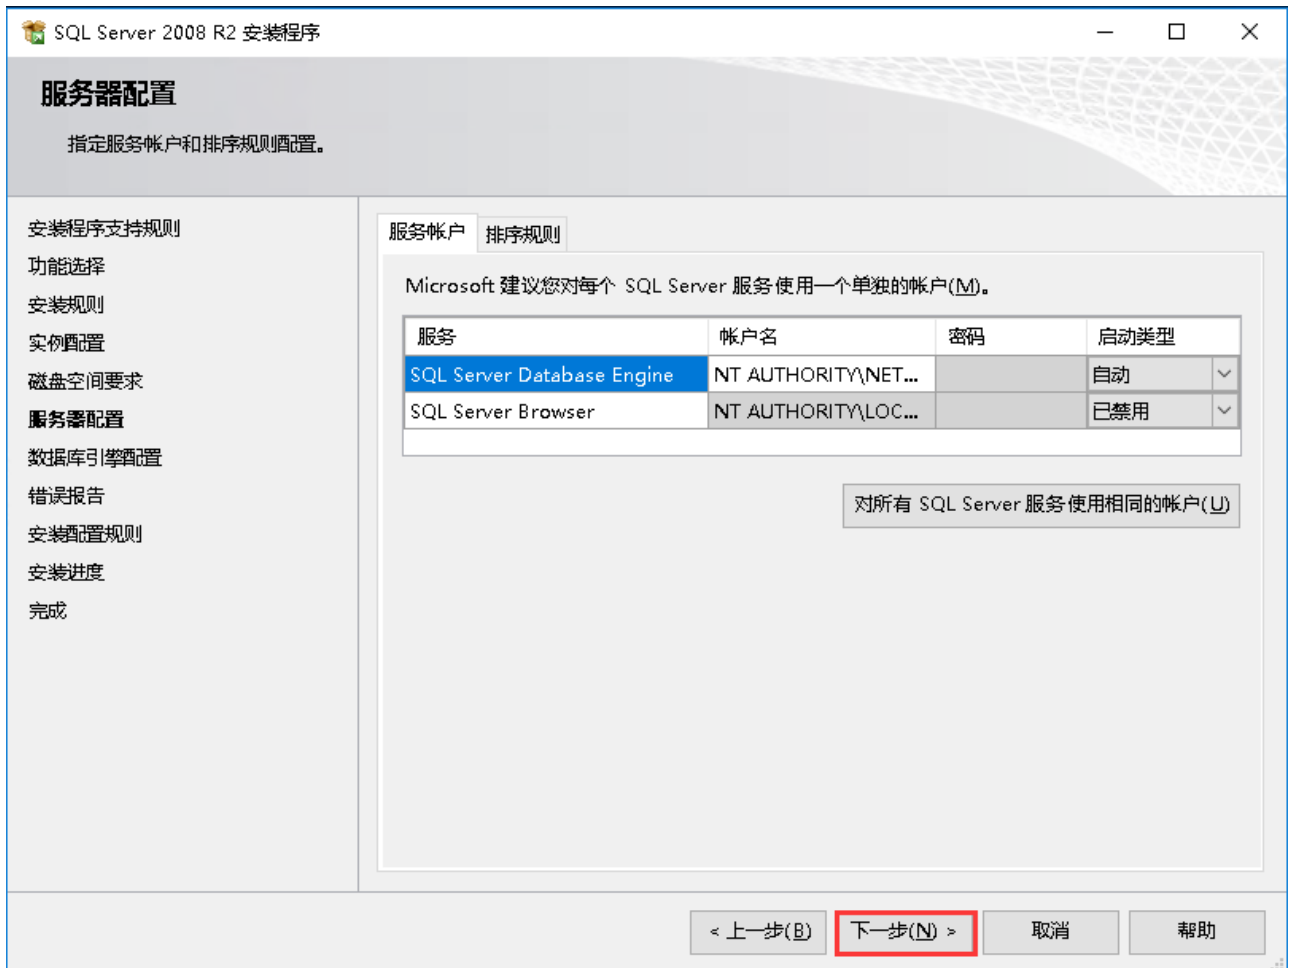 SQL Server 2008 R2 安装程序
服务器配置
指定服务帐户和排序规则配置。
安装程序支持规则
功能选择
安装规则
实例配置
磁盘空间要求
服务器配置
数据库引擎配置
错误报告
安装配置规则
安装进度
完成
服务帐户 排序规则
Microsoft 建议您对每个 SQL Server 服务使用一个单独的帐户(M)。
服务 帐户名 密码 启动类型
SQL Server Database Engine NT AUTHORITY\NET... 自动
SQL Server Browser NT AUTHORITY\LOC... 已禁用
对所有 SQL Server 服务使用相同的帐户(U)
< 上一步(B) 下一步(N) > 取消 帮助